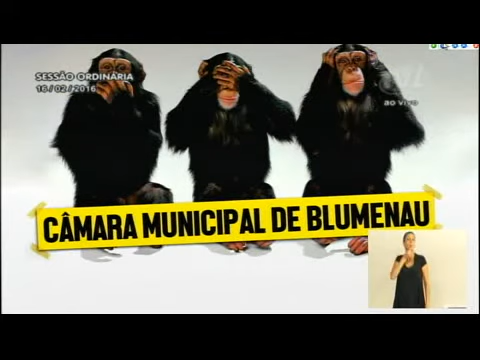 SESSÃO ORDINÁRIA
16 / 02 / 2016
ao vivo
CÂMARA MUNICIPAL DE BLUMENAU